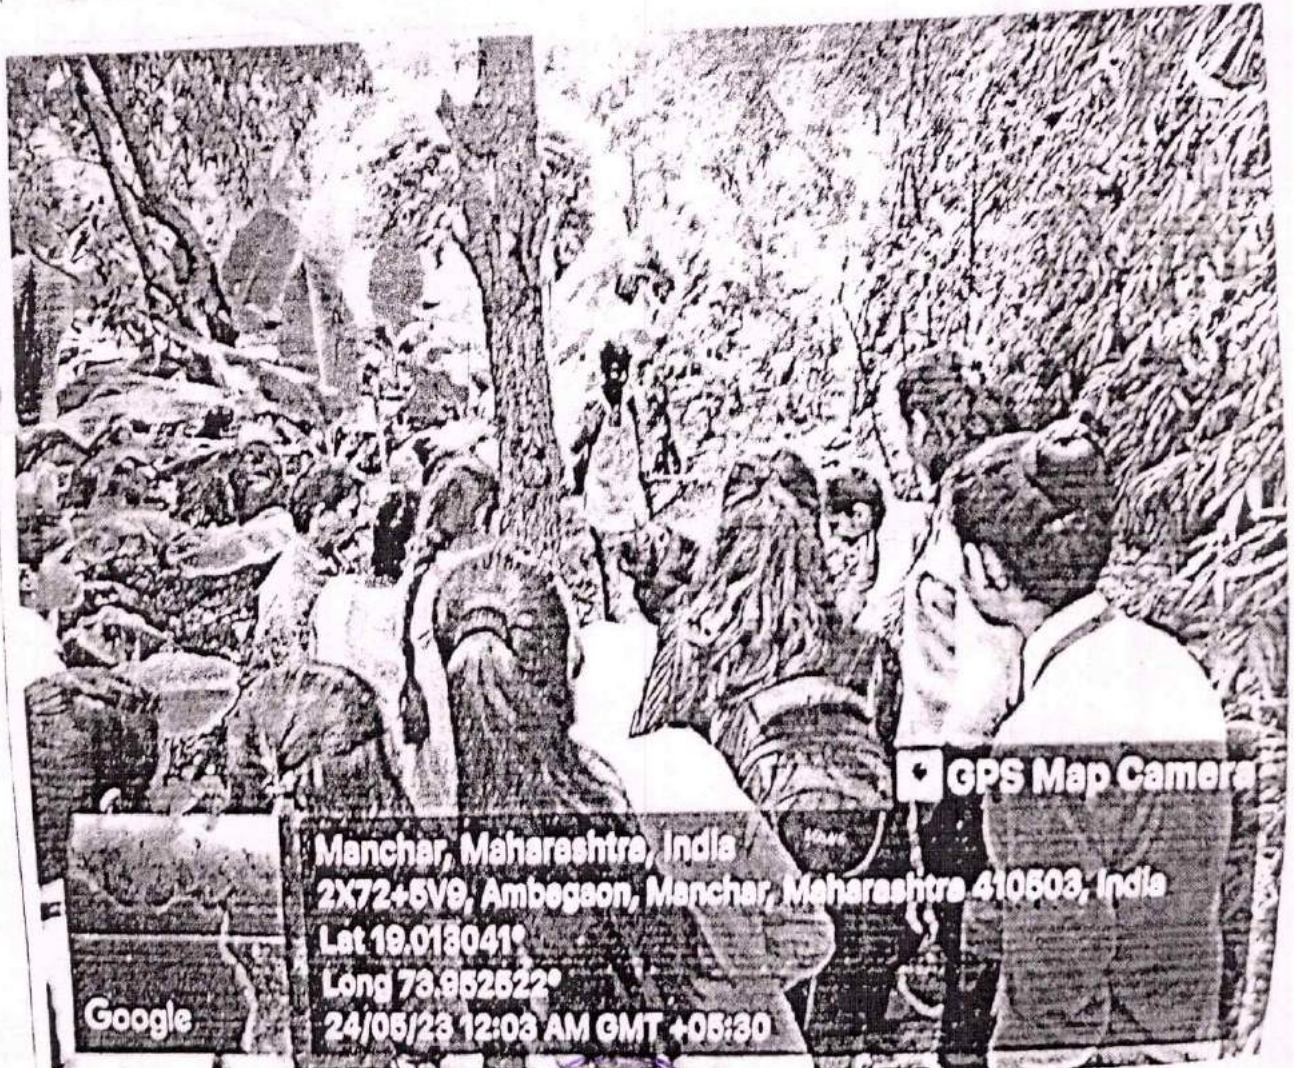 GPS Map Camera
Manchar, Maharashtra, India
2X72+5V9, Ambegaon, Manchar, Maharashtra 410503, India
Lat 19.013041°
Long 73.952522°
24/05/23 12:03 AM GMT +05:30
Google